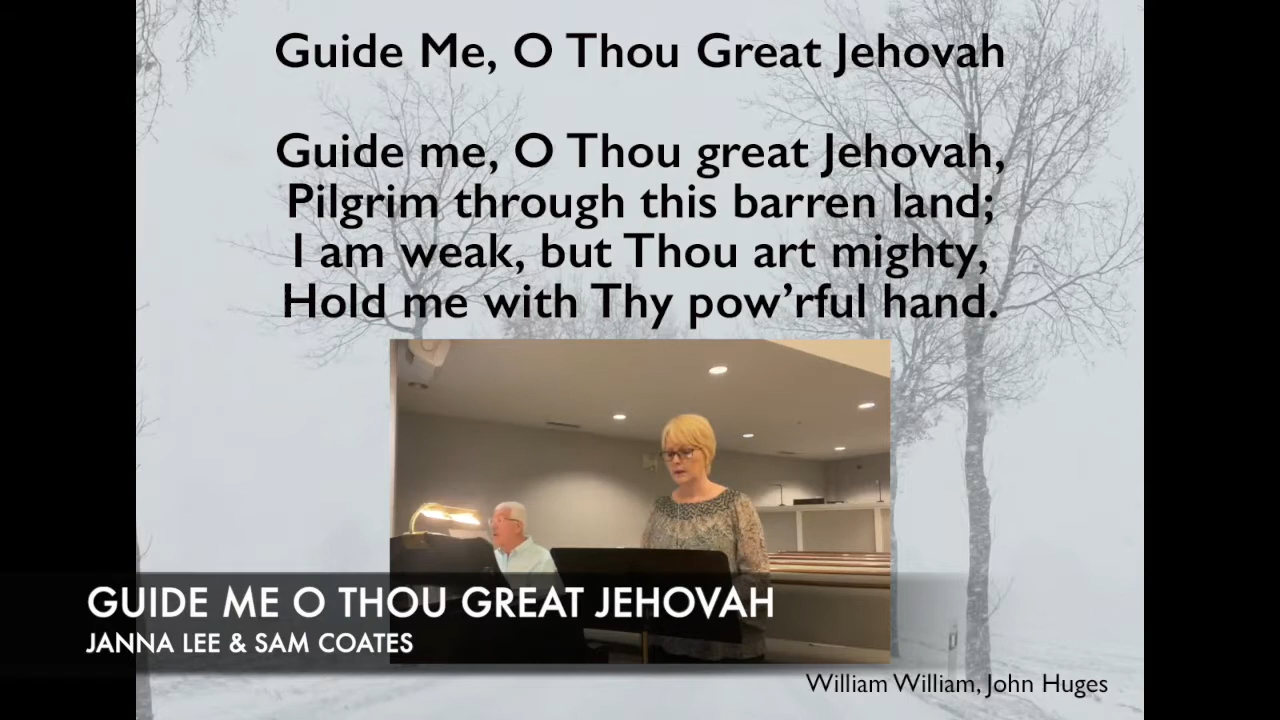 Guide Me, O Thou Great Jehovah
Guide me, O Thou great Jehovah,
Pilgrim through this barren land;
I am weak, but Thou art mighty,
Hold me with Thy pow’rful hand.
GUIDE ME O THOU GREAT JEHOVAH
JANNA LEE & SAM COATES
William William, John Huges